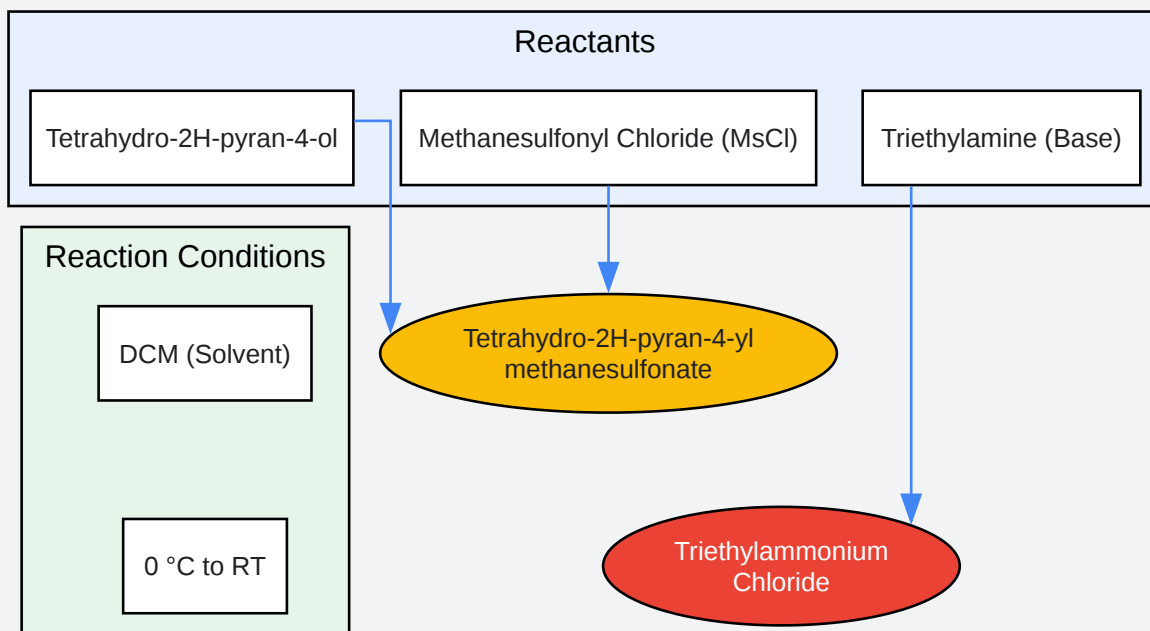 Reactants
Tetrahydro-2H-pyran-4-ol
Methanesulfonyl Chloride (MsCl)
Triethylamine (Base)
Reaction Conditions
DCM (Solvent)
Tetrahydro-2H-pyran-4-yl
methanesulfonate
0 °C to RT
Triethylammonium
Chloride